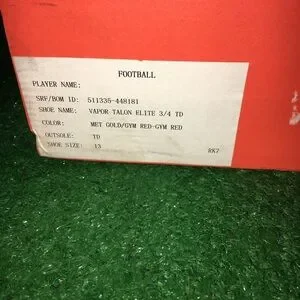 FOOTBALL
PLAYER NAME:
SRF/BOM ID: 511335-448181
SHOE NAME: VAPOR TALON ELITE 3/4 TD
COLOR: MET GOLD/GYM RED-GYM RED
OUTSOLE: TD
SHOE SIZE: 13
RK7